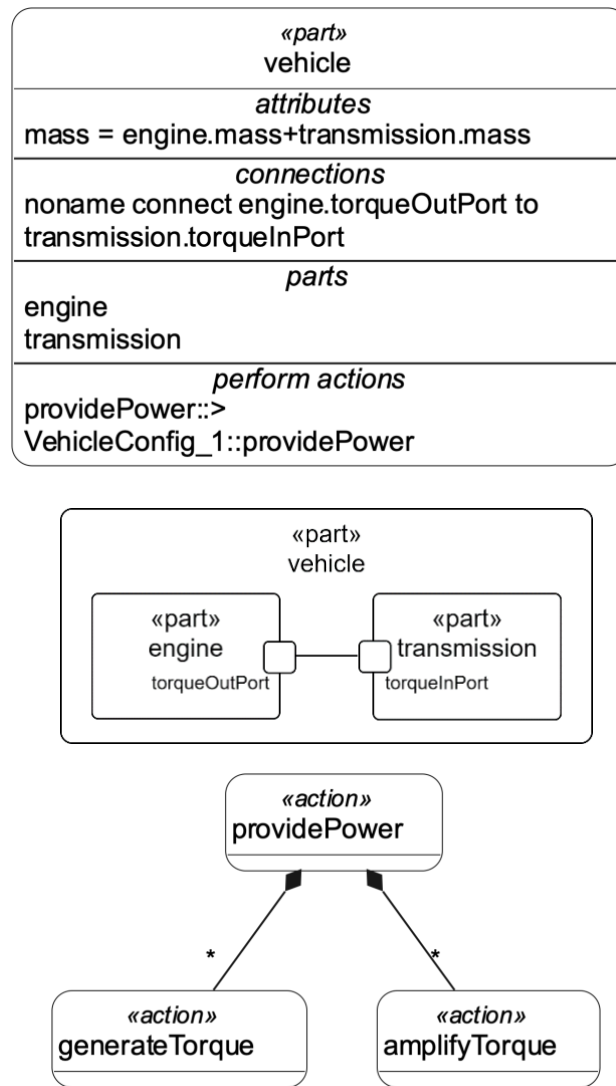 «part»
vehicle
attributes
mass = engine.mass+transmission.mass
connections
noname connect engine.torqueOutPort to
transmission.torqueInPort
parts
engine
transmission
perform actions
providePower::>
VehicleConfig_1::providePower
«part»
vehicle
«part»
engine
torqueOutPort
«part»
transmission
torqueInPort
«action»
providePower
*
*
«action»
generateTorque
«action»
amplifyTorque